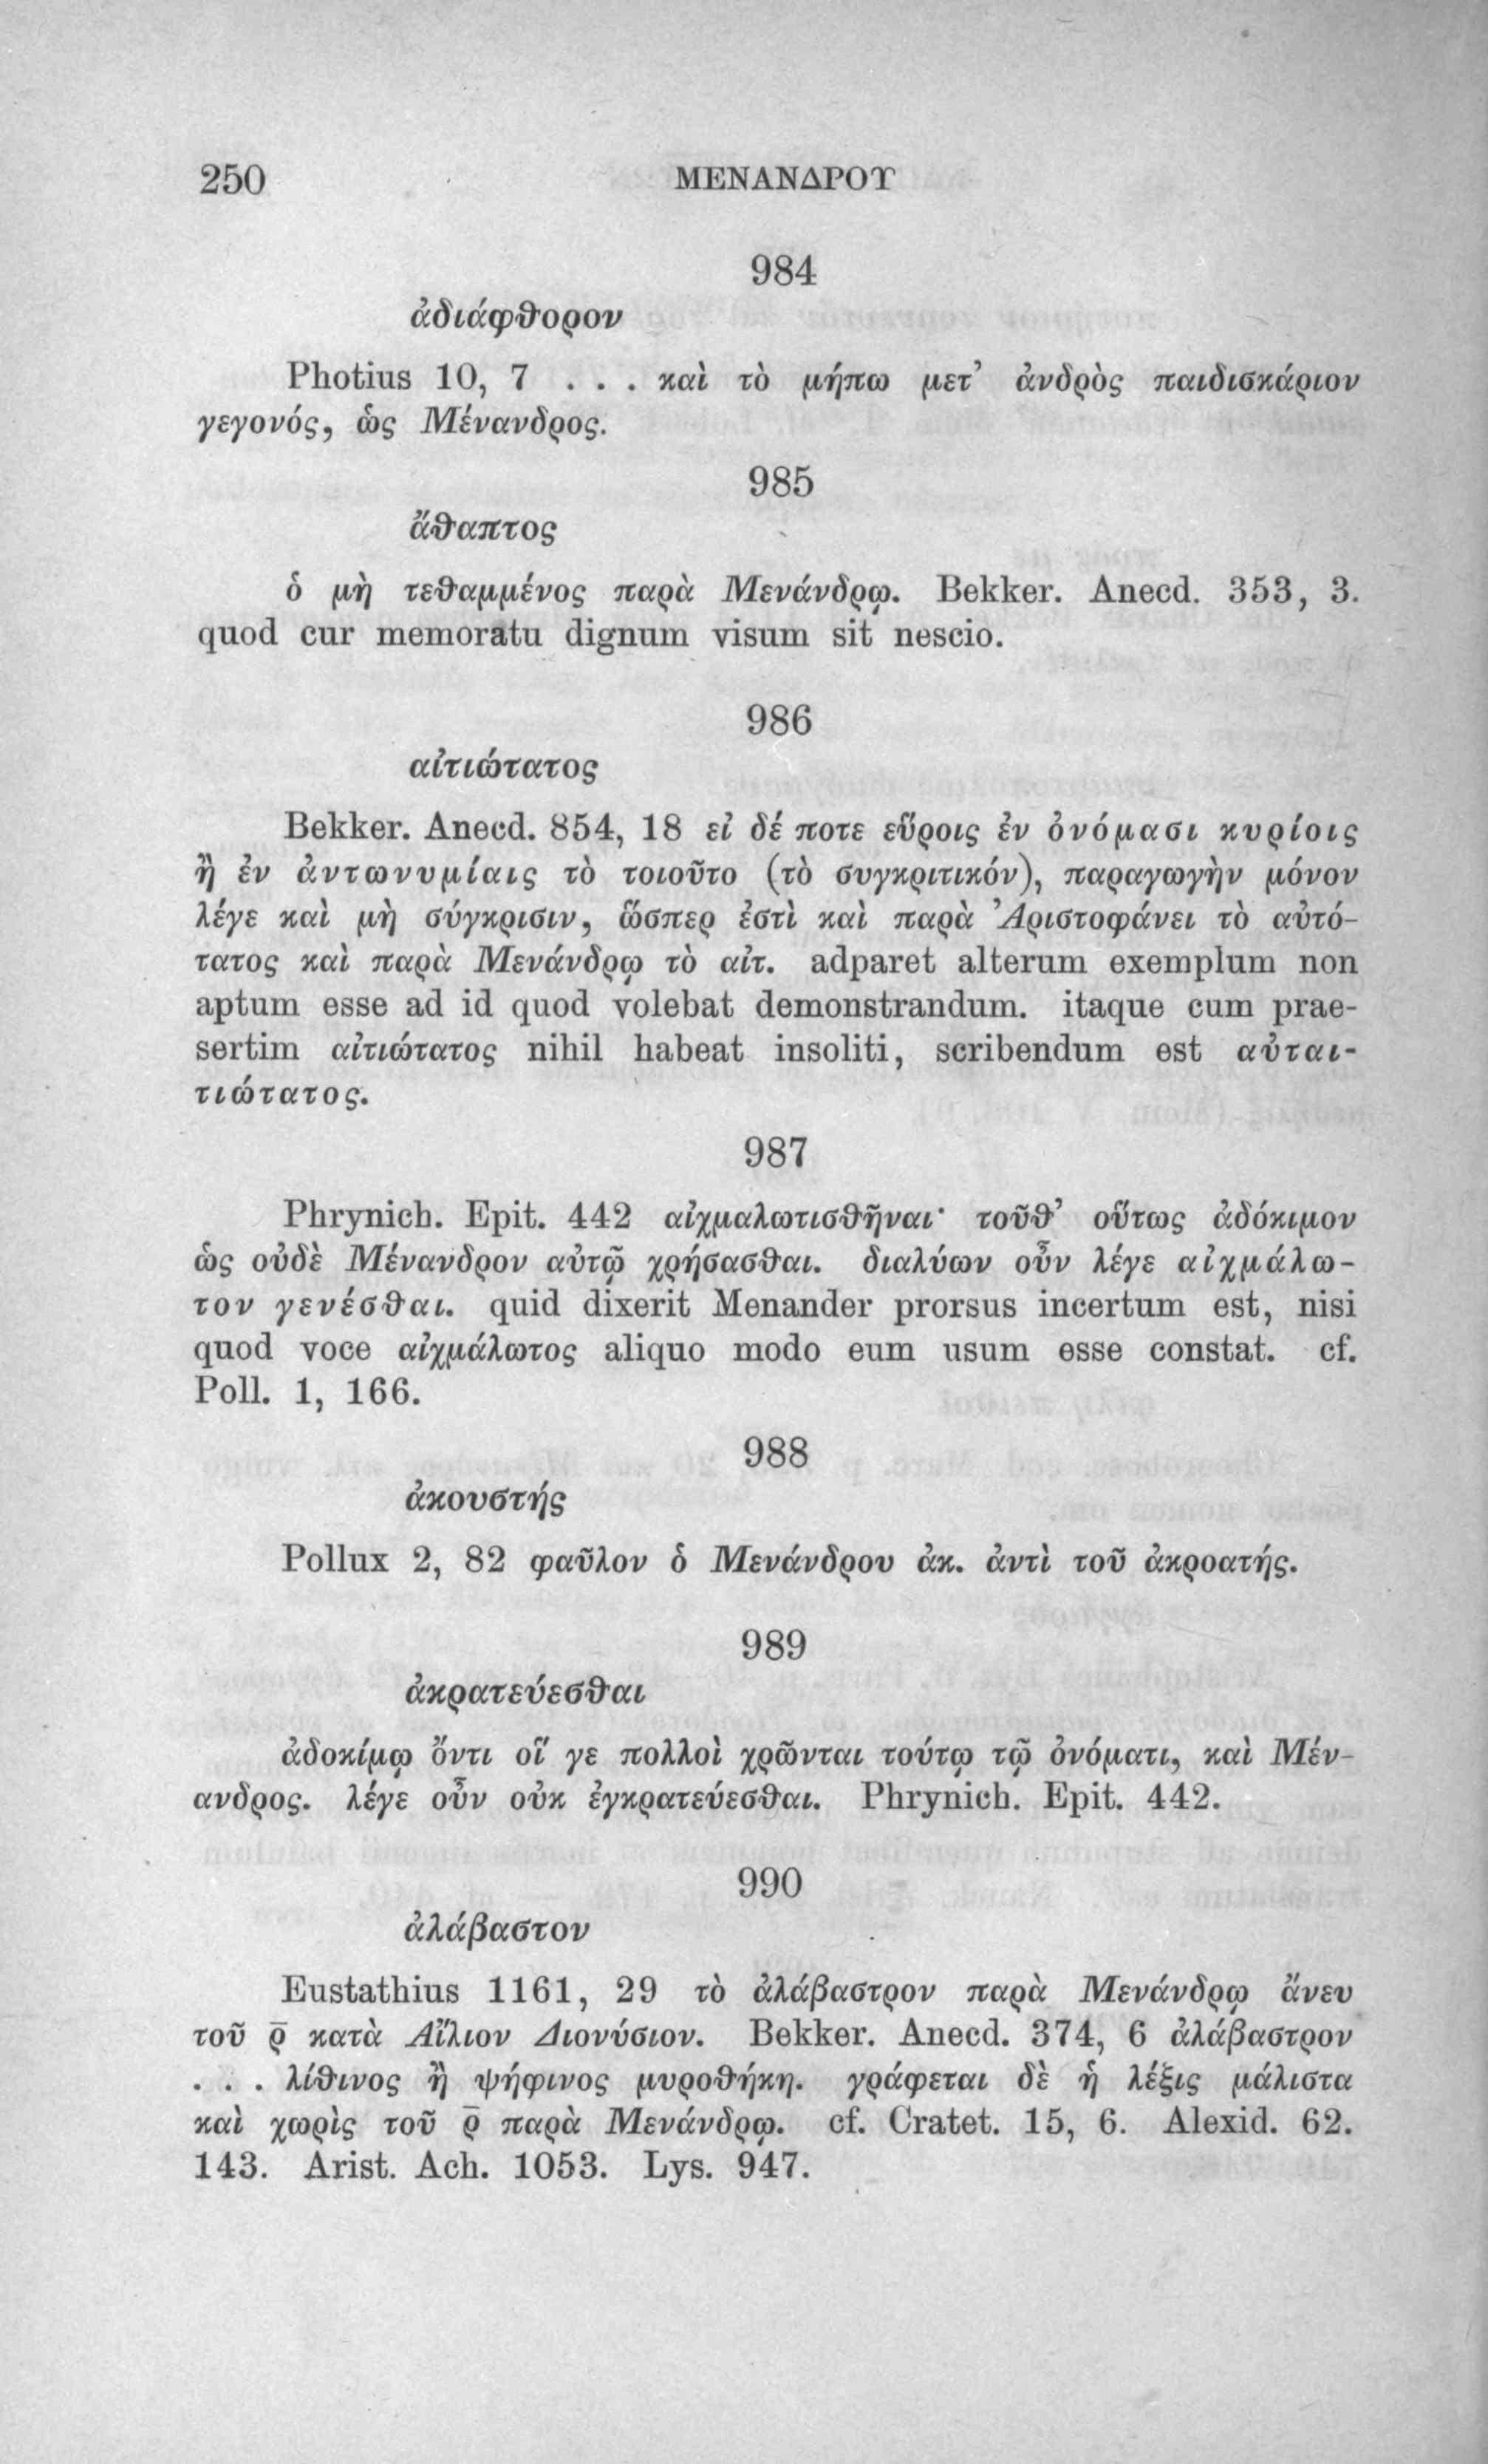 250 ΜΕΝΑΝΔΡΟΥ
984
ἀδιάφθορον
Photius 10, 7 . . . καὶ τὸ μήπω μετ’ ἀνδρὸς παιδισκάριον
γεγονός, ὡς Μένανδρος.
985
ἄθαπτος
ὁ μὴ τεθαμμένος παρὰ Μενάνδρῳ. Bekker. Anecd. 353, 3.
quod cur memoratu dignum visum sit nescio.
986
αἰτιώτατος
Bekker. Anecd. 854, 18 εἰ δέ ποτε εὕροις ἐν ὀνόμασι κυρίοις
ἢ ἐν ἀντωνυμίαις τὸ τοιοῦτο (τὸ συγκριτικόν), παραγωγὴν μόνον
λέγε καὶ μὴ σύγκρισιν, ὥσπερ ἐστὶ καὶ παρὰ Ἀριστοφάνει τὸ αὐτό-
τατος καὶ παρὰ Μενάνδρῳ τὸ αἰτ. adparet alterum exemplum non
aptum esse ad id quod volebat demonstrandum. itaque cum prae-
sertim αἰτιώτατος nihil habeat insoliti, scribendum est αὐται-
τιώτατος.
987
Phrynich. Epit. 442 αἰχμαλωτισθῆναι· τοῦθ’ οὕτως ἀδόκιμον
ὡς οὐδὲ Μένανδρον αὐτῷ χρήσασθαι. διαλύων οὖν λέγε αἰχμάλω-
τον γενέσθαι. quid dixerit Menander prorsus incertum est, nisi
quod voce αἰχμάλωτος aliquo modo eum usum esse constat. cf.
Poll. 1, 166.
988
ἀκουστής
Pollux 2, 82 φαῦλον ὁ Μενάνδρου ἀκ. ἀντὶ τοῦ ἀκροατής.
989
ἀκρατεύεσθαι
ἀδοκίμῳ ὄντι οἵ γε πολλοὶ χρῶνται τούτῳ τῷ ὀνόματι, καὶ Μέν-
ανδρος. λέγε οὖν οὐκ ἐγκρατεύεσθαι. Phrynich. Epit. 442.
990
ἀλάβαστον
Eustathius 1161, 29 τὸ ἀλάβαστρον παρὰ Μενάνδρῳ ἄνευ
τοῦ ρ̄ κατὰ Αἴλιον Διονύσιον. Bekker. Anecd. 374, 6 ἀλάβαστρον
. . . λίθινος ἢ ψήφινος μυροθήκη. γράφεται δὲ ἡ λέξις μάλιστα
καὶ χωρὶς τοῦ ρ̄ παρὰ Μενάνδρῳ. cf. Cratet. 15, 6. Alexid. 62.
143. Arist. Ach. 1053. Lys. 947.